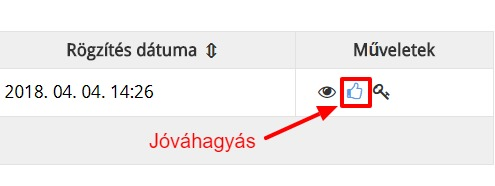 Rögzítés dátuma ⇕ Műveletek
2018. 04. 04. 14:26
Jóváhagyás